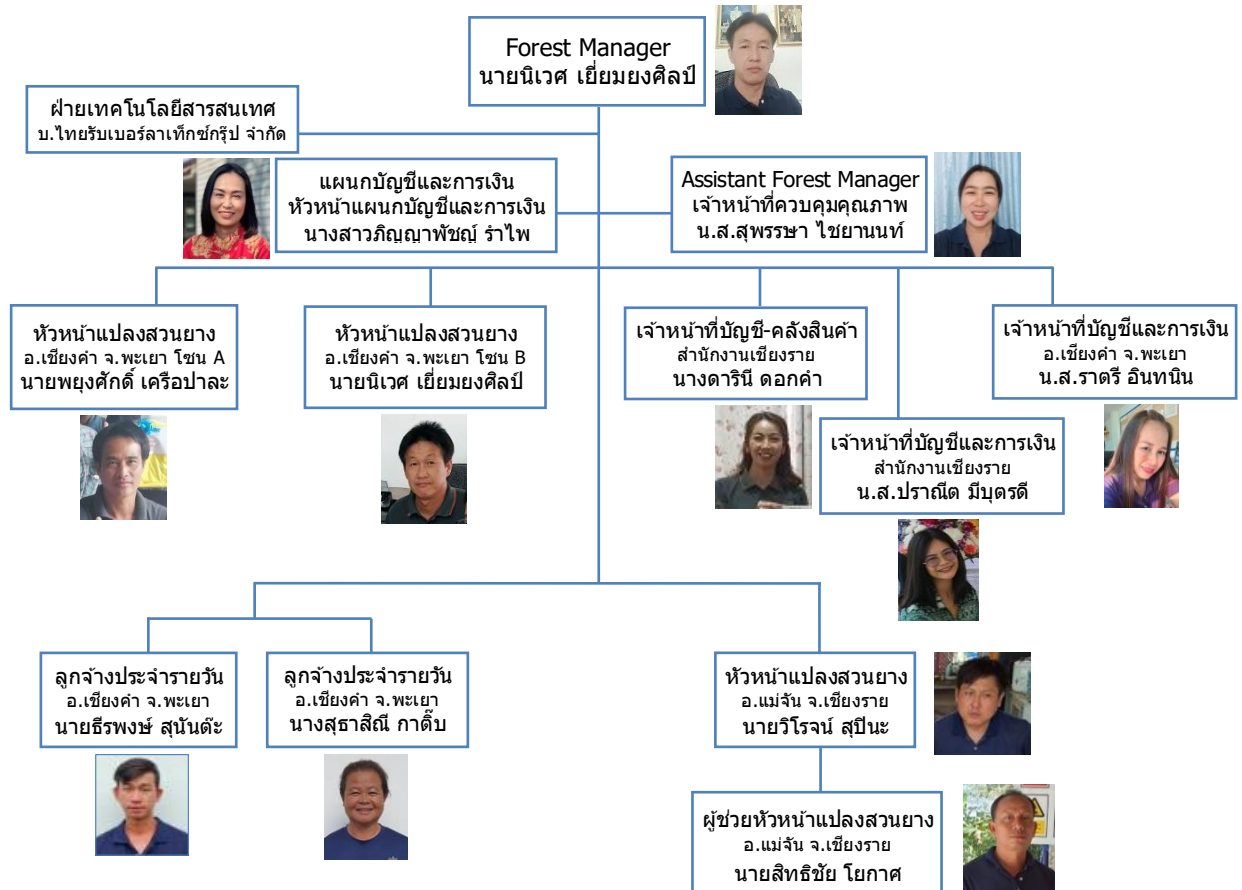 Forest Manager
นายนิเวศ เยี่ยมยงศิลป์
ฝ่ายเทคโนโลยีสารสนเทศ
บ.ไทยรับเบอร์ลาเท็กซ์กรุ๊ป จำกัด
แผนกบัญชีและการเงิน
หัวหน้าแผนกบัญชีและการเงิน
นางสาวภิญญาพัชญ์ รำไพ
Assistant Forest Manager
เจ้าหน้าที่ควบคุมคุณภาพ
น.ส.สุพรรษา ไชยานนท์
หัวหน้าแปลงสวนยาง
อ.เชียงคำ จ.พะเยา โซน A
นายพยุงศักดิ์ เครือปาละ
หัวหน้าแปลงสวนยาง
อ.เชียงคำ จ.พะเยา โซน B
นายนิเวศ เยี่ยมยงศิลป์
เจ้าหน้าที่บัญชี-คลังสินค้า
สำนักงานเชียงราย
นางดารินี ดอกคำ
เจ้าหน้าที่บัญชีและการเงิน
สำนักงานเชียงราย
น.ส.ปราณีต มีบุตรดี
เจ้าหน้าที่บัญชีและการเงิน
อ.เชียงคำ จ.พะเยา
น.ส.ราตรี อินทนิน
ลูกจ้างประจำรายวัน
อ.เชียงคำ จ.พะเยา
นายธีรพงษ์ สุนันต๊ะ
ลูกจ้างประจำรายวัน
อ.เชียงคำ จ.พะเยา
นางสุธาสิณี กาติ๊บ
หัวหน้าแปลงสวนยาง
อ.แม่จัน จ.เชียงราย
นายวิโรจน์ สุปินะ
ผู้ช่วยหัวหน้าแปลงสวนยาง
อ.แม่จัน จ.เชียงราย
นายสิทธิชัย โยกาศ